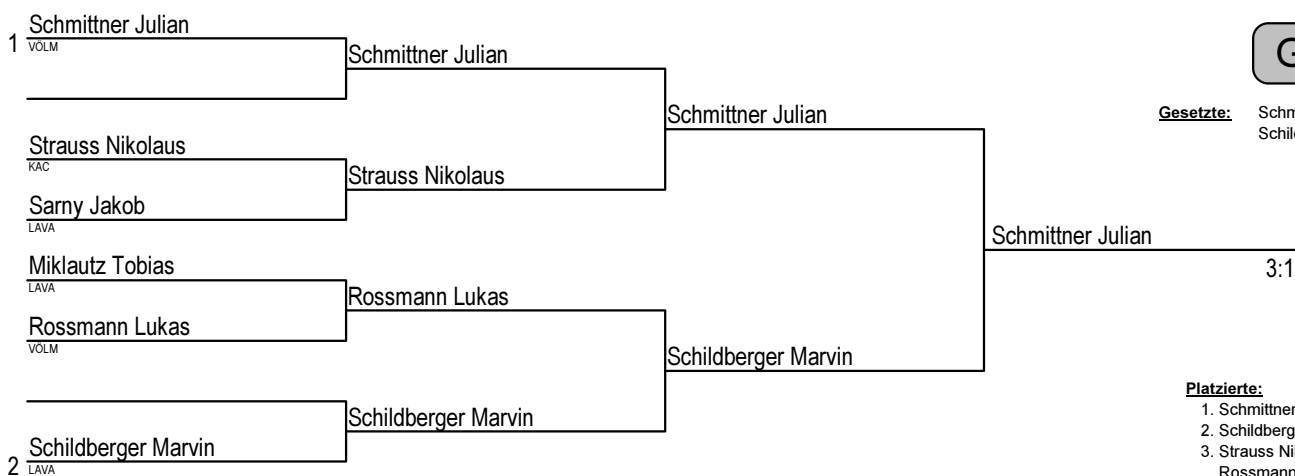 Schmittner Julian
1 VÖLM
Schmittner Julian
Schmittner Julian
Strauss Nikolaus
KAC
Strauss Nikolaus
Sarny Jakob
LAVA
Schmittner Julian
3:1
Miklautz Tobias
LAVA
Rossmann Lukas
Rossmann Lukas
VÖLM
Schildberger Marvin
Schildberger Marvin
Schildberger Marvin
2 LAVA
G
Gesetzte: Schm
Schil
Platzierte:
1. Schmittner
2. Schildberg
3. Strauss Ni
Rossmann